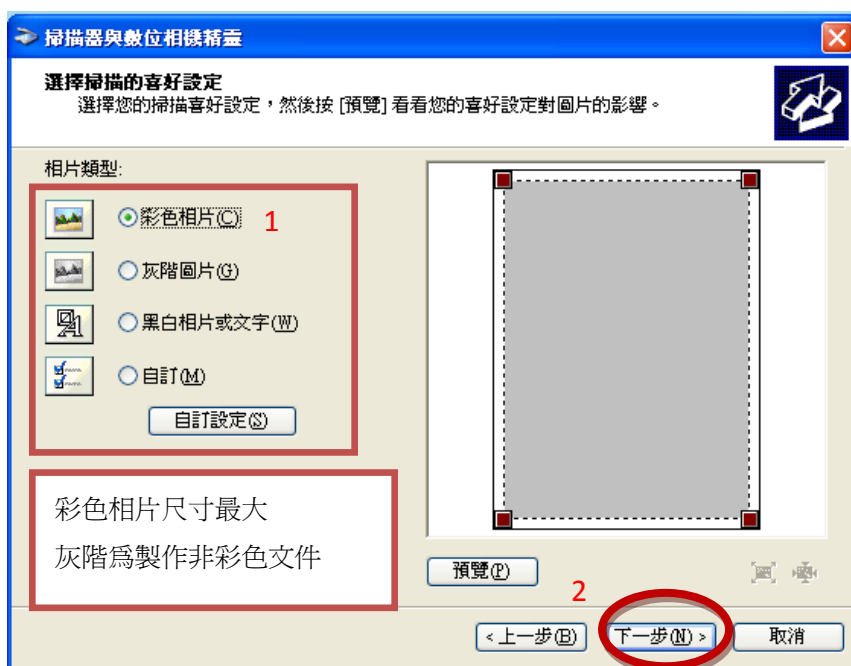 掃描器與數位相機精靈
選擇掃描的喜好設定
選擇您的掃描喜好設定，然後按 [預覽] 看看您的喜好設定對圖片的影響。
相片類型:
彩色相片(C)
1
灰階圖片(G)
黑白相片或文字(W)
自訂(M)
自訂設定(S)
彩色相片尺寸最大
灰階爲製作非彩色文件
預覽(P)
2
< 上一步(B)
下一步(N) >
取消